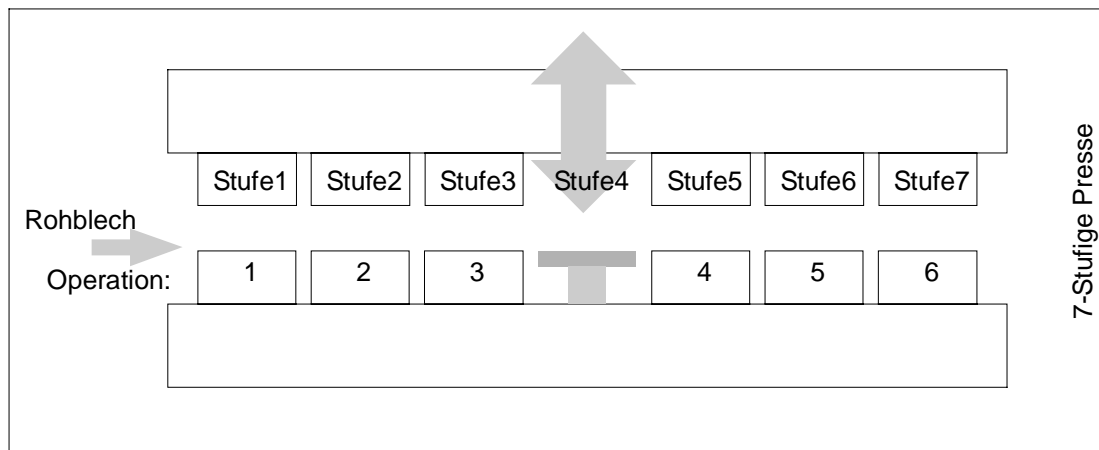 Stufe1 Stufe2 Stufe3 Stufe4 Stufe5 Stufe6 Stufe7
Rohblech
Operation: 1 2 3 4 5 6
7-Stufige Presse